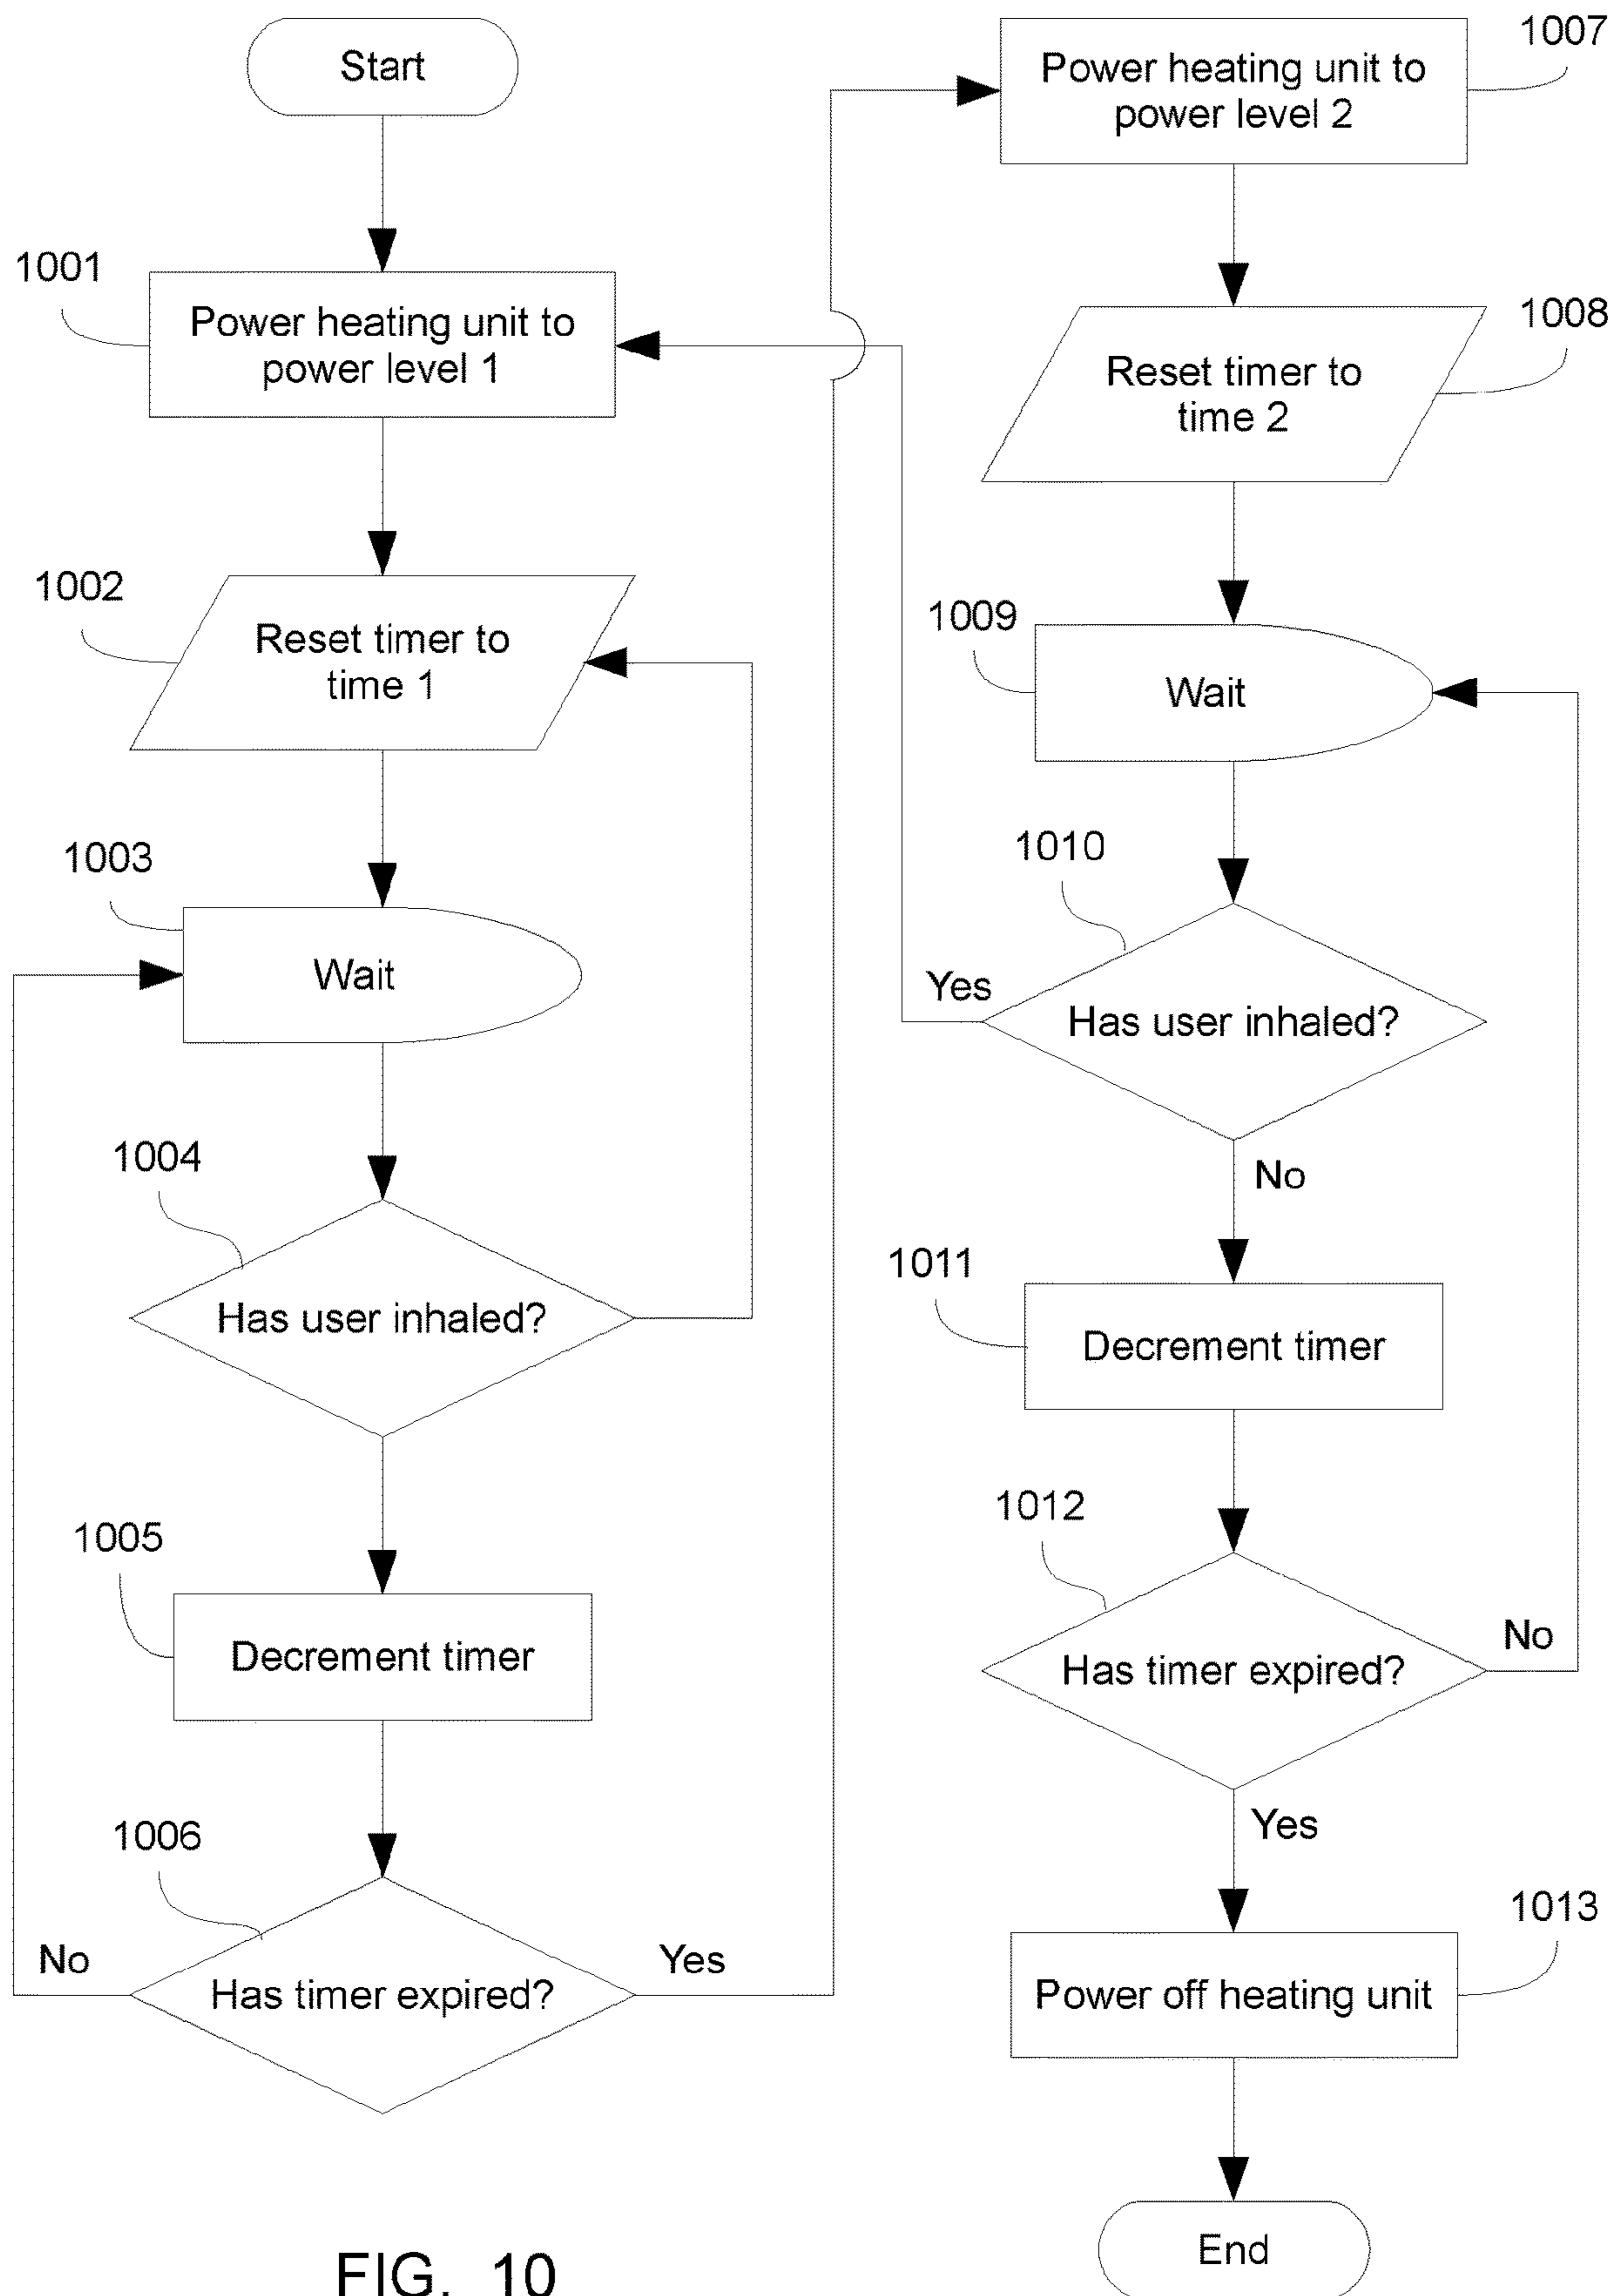 Start
1001
Power heating unit to
power level 1
1002
Reset timer to
time 1
1003
Wait
1004
Has user inhaled?
1005
Decrement timer
1006
No
Has timer expired?
Yes
1007
Power heating unit to
power level 2
1008
Reset timer to
time 2
1009
Wait
1010
Yes
Has user inhaled?
No
1011
Decrement timer
1012
Has timer expired?
No
Yes
1013
Power off heating unit
End
FIG. 10